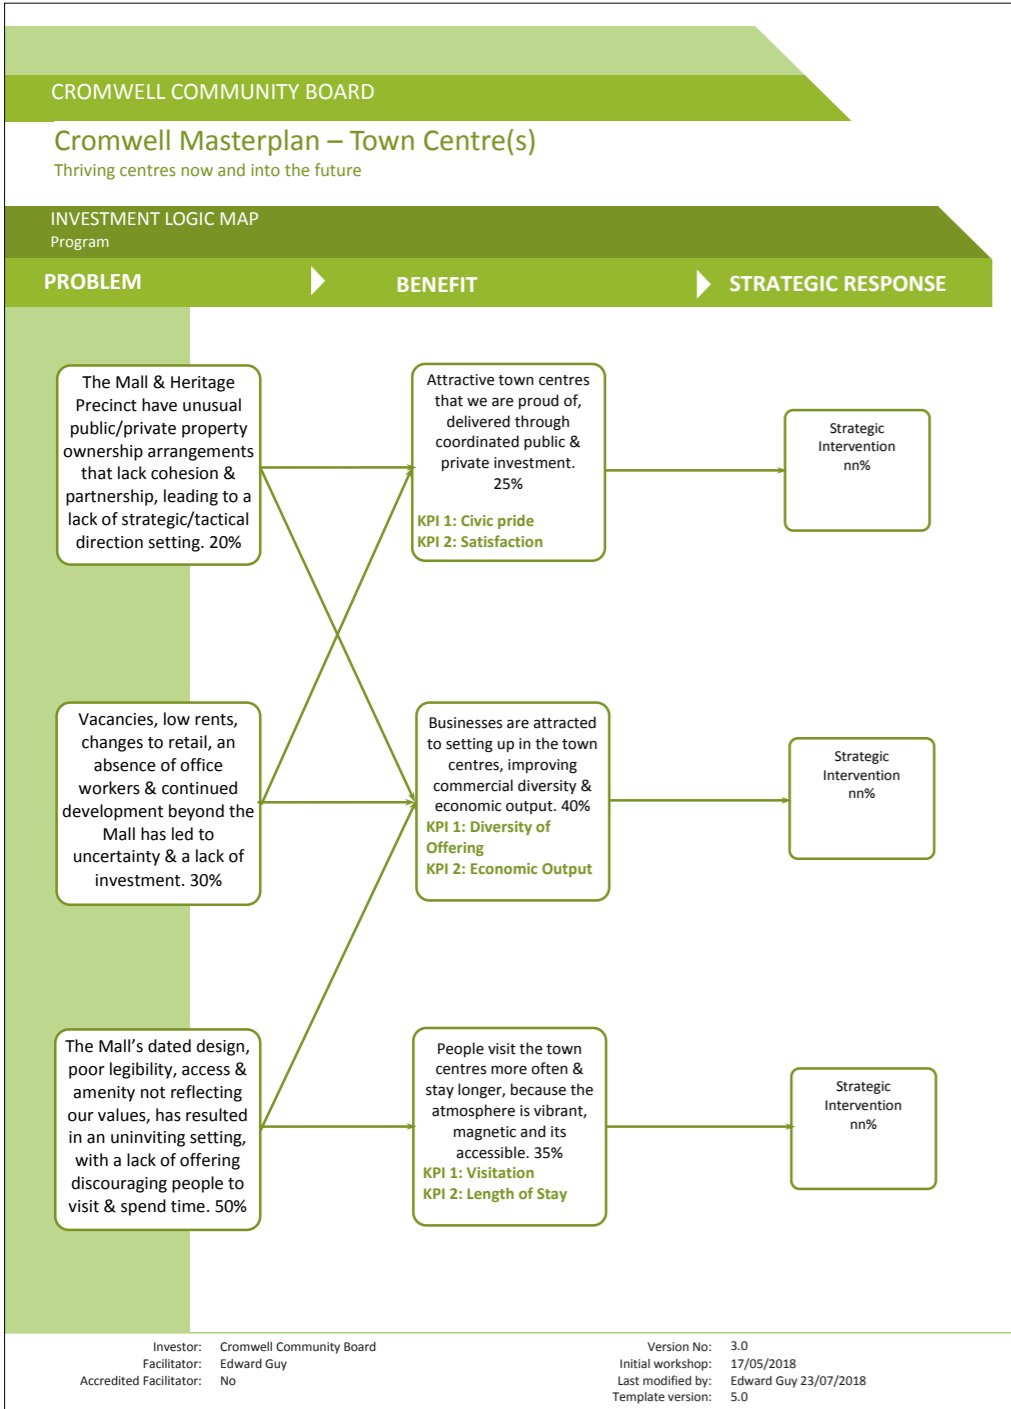 CROMWELL COMMUNITY BOARD
Cromwell Masterplan – Town Centre(s)
Thriving centres now and into the future
INVESTMENT LOGIC MAP
Program
PROBLEM
BENEFIT
STRATEGIC RESPONSE
The Mall & Heritage
Precinct have unusual
public/private property
ownership arrangements
that lack cohesion &
partnership, leading to a
lack of strategic/tactical
direction setting. 20%
Attractive town centres
that we are proud of,
delivered through
coordinated public &
private investment.
25%
KPI 1: Civic pride
KPI 2: Satisfaction
Strategic
Intervention
nn%
Vacancies, low rents,
changes to retail, an
absence of office
workers & continued
development beyond the
Mall has led to
uncertainty & a lack of
investment. 30%
Businesses are attracted
to setting up in the town
centres, improving
commercial diversity &
economic output. 40%
KPI 1: Diversity of
Offering
KPI 2: Economic Output
Strategic
Intervention
nn%
The Mall’s dated design,
poor legibility, access &
amenity not reflecting
our values, has resulted
in an uninviting setting,
with a lack of offering
discouraging people to
visit & spend time. 50%
People visit the town
centres more often &
stay longer, because the
atmosphere is vibrant,
magnetic and its
accessible. 35%
KPI 1: Visitation
KPI 2: Length of Stay
Strategic
Intervention
nn%
Investor: Cromwell Community Board
Facilitator: Edward Guy
Accredited Facilitator: No
Version No: 3.0
Initial workshop: 17/05/2018
Last modified by: Edward Guy 23/07/2018
Template version: 5.0